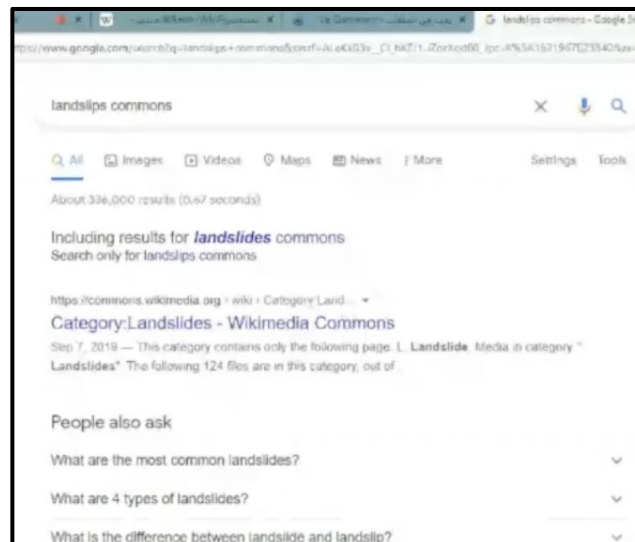 landslips commons - Google
landslips commons
All Images Videos Maps News More Settings Tools
About 336,000 results (0.67 seconds)
Including results for landslides commons
Search only for landslips commons
https://commons.wikimedia.org › wiki › Category:Land...
Category:Landslides - Wikimedia Commons
Sep 7, 2019 — This category contains only the following page. L. Landslide. Media in category "
Landslides" The following 124 files are in this category, out of
People also ask
What are the most common landslides?
What are 4 types of landslides?
What is the difference between landslide and landslip?